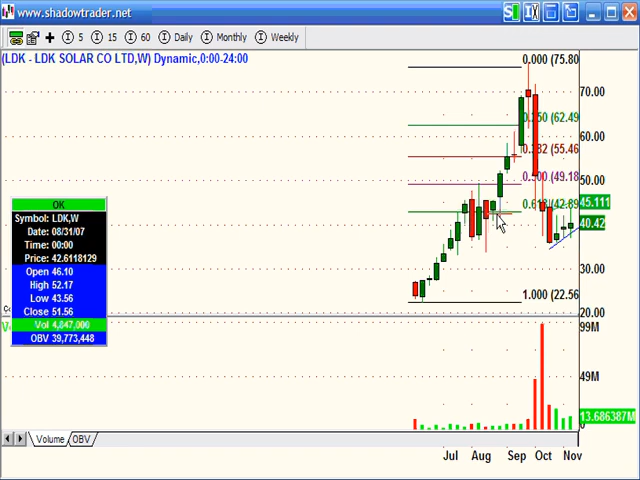 www.shadowtrader.net
S IX
5 15 60 Daily Monthly Weekly
(LDK - LDK SOLAR CO LTD,W) Dynamic,0:00-24:00
0.000 (75.80
70.00
0.250 (62.49
60.00
0.382 (55.46
50.00
0.500 (49.18
45.111
0.618 (42.89
40.42
30.00
1.000 (22.56
20.00
OK
Symbol: LDK,W
Date: 08/31/07
Time: 00:00
Price: 42.6118129
Open 46.10
High 52.17
Low 43.56
Close 51.56
Vol 4,847,000
OBV 39,773,448
99M
49M
13.686387M
0
Volume OBV
Jul Aug Sep Oct Nov